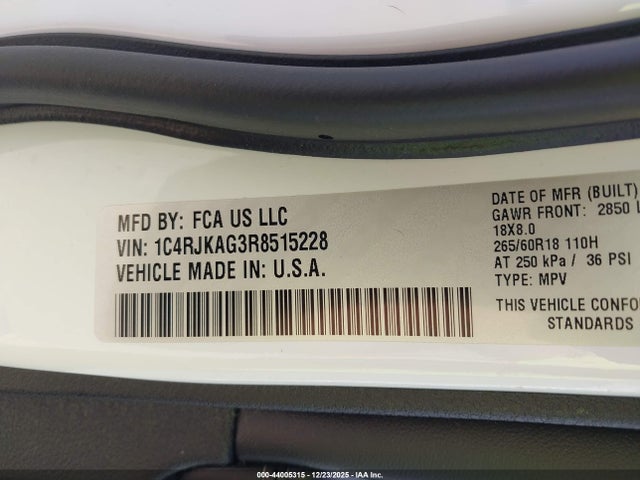 MFD BY: FCA US LLC
VIN: 1C4RJKAG3R8515228
VEHICLE MADE IN: U.S.A.
DATE OF MFR (BUILT)
GAWR FRONT: 2850
18X8.0
265/60R18 110H
AT 250 kPa / 36 PSI
TYPE: MPV
THIS VEHICLE
STANDARDS
000-44005315 - 12/23/2025 - IAA Inc.